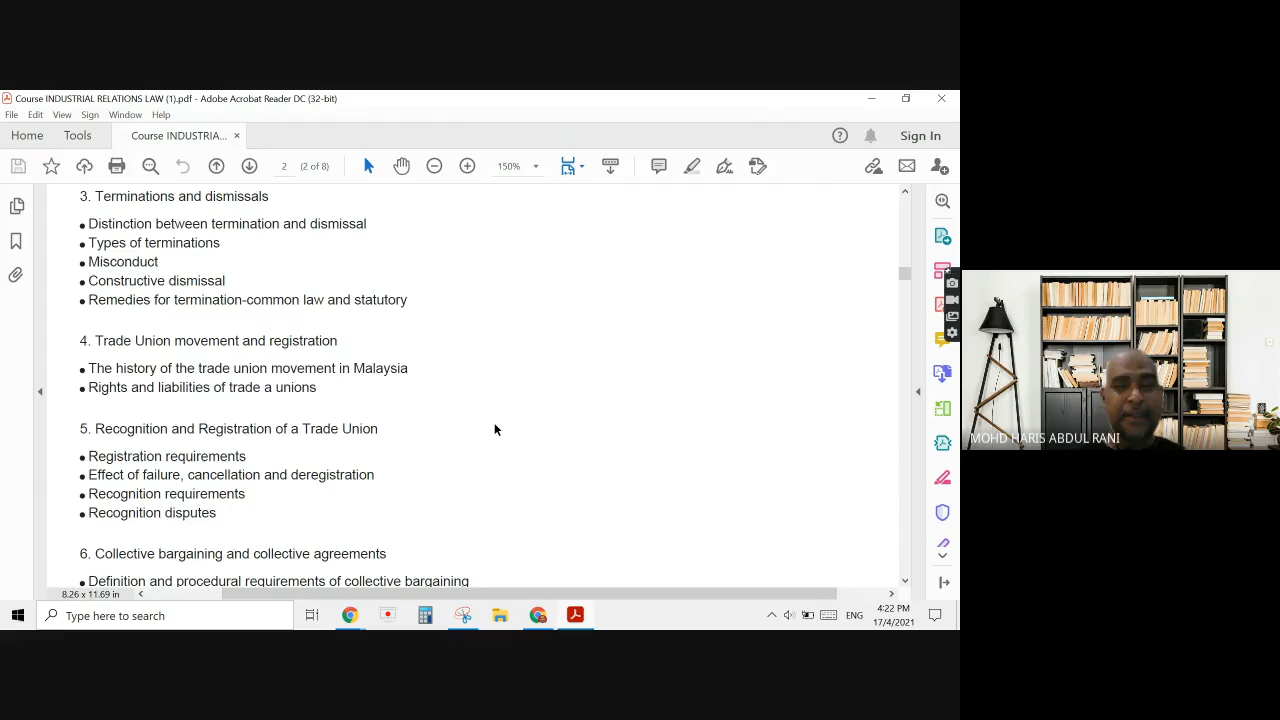 Course INDUSTRIAL RELATIONS LAW (1).pdf - Adobe Acrobat Reader DC (32-bit)
File Edit View Sign Window Help
Home Tools Course INDUSTRIA... × Sign In
2 (2 of 8) 150%
3. Terminations and dismissals
• Distinction between termination and dismissal
• Types of terminations
• Misconduct
• Constructive dismissal
• Remedies for termination-common law and statutory
4. Trade Union movement and registration
• The history of the trade union movement in Malaysia
• Rights and liabilities of trade a unions
5. Recognition and Registration of a Trade Union
• Registration requirements
• Effect of failure, cancellation and deregistration
• Recognition requirements
• Recognition disputes
6. Collective bargaining and collective agreements
• Definition and procedural requirements of collective bargaining
8.26 x 11.69 in
Type here to search
ENG
4:22 PM
17/4/2021
MOHD HARIS ABDUL RANI